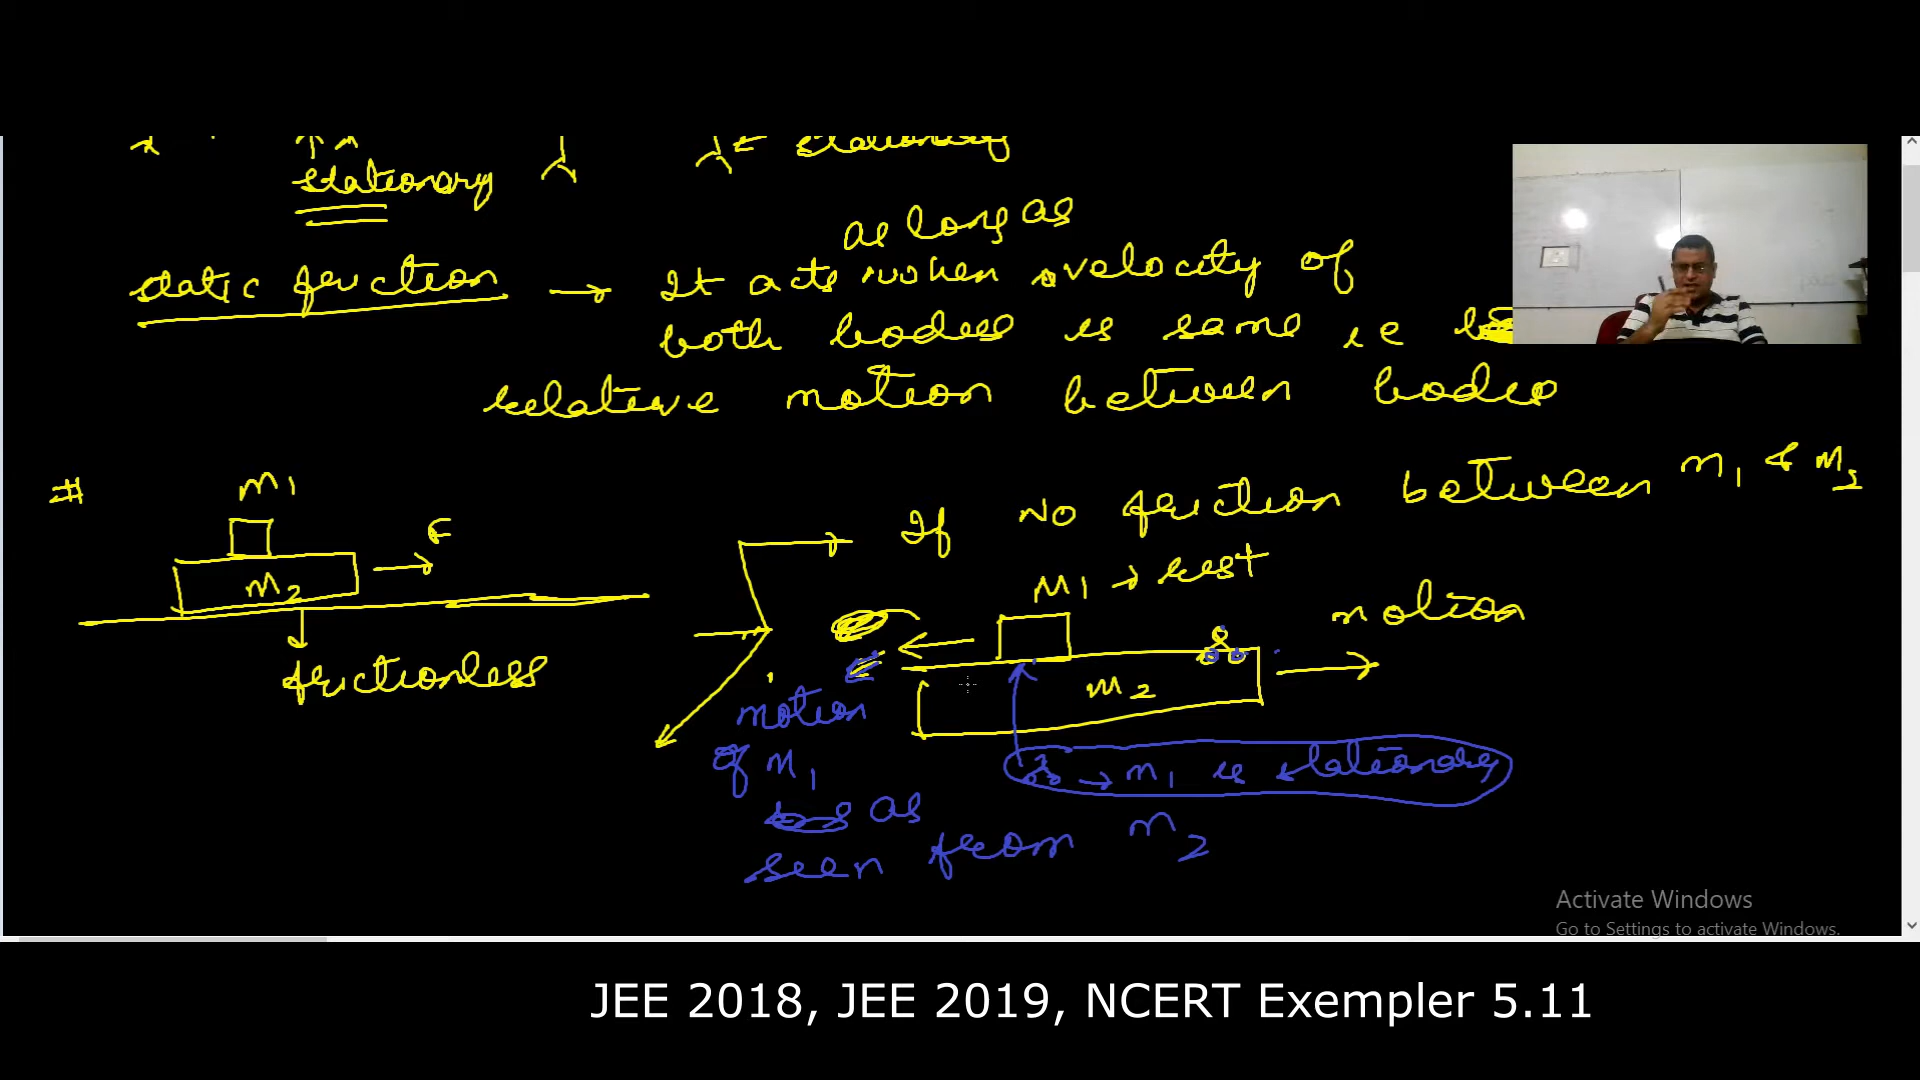 stationary
stationary
as long as
static friction → It acts when velocity of
both bodies is same i.e
relative motion between bodies
#
m1
F
m2
frictionless
If No friction between m1 & m2
M1 → rest
motion
m2
motion
of m1
as
seen from m2
→ m1 is stationary
Activate Windows
Go to Settings to activate Windows.
JEE 2018, JEE 2019, NCERT Exempler 5.11